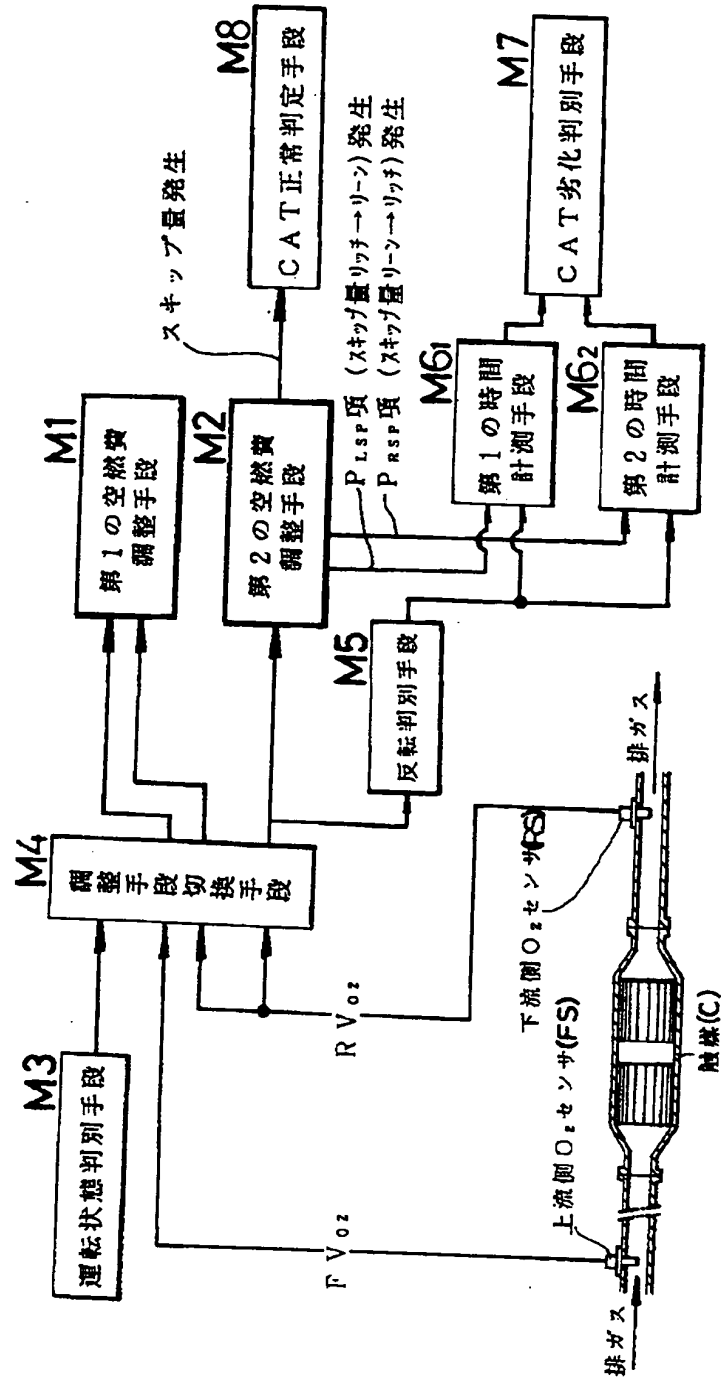 M3
運転状態判別手段
M4
調整手段切換手段
M1
第1の空燃費
調整手段
M2
第2の空燃費
調整手段
スキップ量発生
M8
CAT正常判定手段
PLSP項 (スキップ量リッチ→リーン)発生
PRSP項 (スキップ量リーン→リッチ)発生
M5
反転判別手段
M61
第1の時間
計測手段
M62
第2の時間
計測手段
M7
CAT劣化判別手段
FVO2
RVO2
上流側O2センサ(FS)
下流側O2センサ(RS)
排ガス
排ガス
触媒(C)